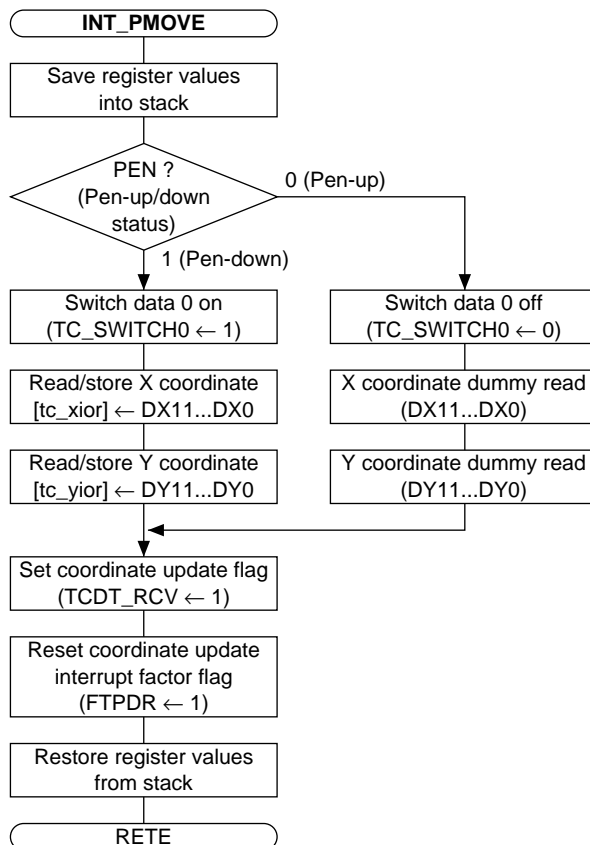 INT_PMOVE
Save register values
into stack
PEN ?
(Pen-up/down
status)
0 (Pen-up)
1 (Pen-down)
Switch data 0 on
(TC_SWITCH0 ← 1)
Read/store X coordinate
[tc_xior] ← DX11...DX0
Read/store Y coordinate
[tc_yior] ← DY11...DY0
Switch data 0 off
(TC_SWITCH0 ← 0)
X coordinate dummy read
(DX11...DX0)
Y coordinate dummy read
(DY11...DY0)
Set coordinate update flag
(TCDT_RCV ← 1)
Reset coordinate update
interrupt factor flag
(FTPDR ← 1)
Restore register values
from stack
RETE